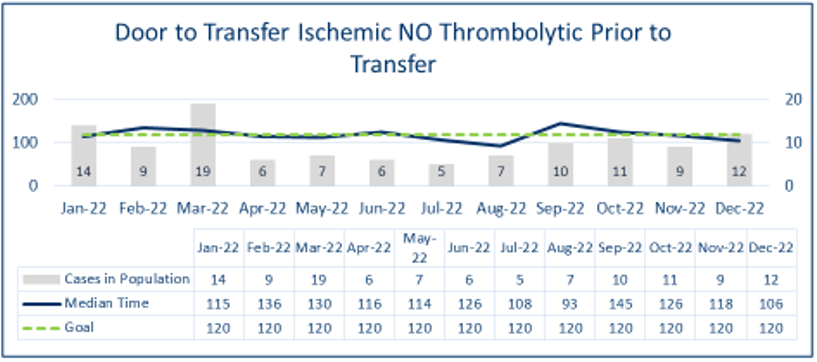 Door to Transfer Ischemic NO Thrombolytic Prior to
Transfer
200 20
100 10
0 0
14 9 19 6 7 6 5 7 10 11 9 12
Jan-22 Feb-22 Mar-22 Apr-22 May-22 Jun-22 Jul-22 Aug-22 Sep-22 Oct-22 Nov-22 Dec-22
Jan-22 Feb-22 Mar-22 Apr-22 May-22 Jun-22 Jul-22 Aug-22 Sep-22 Oct-22 Nov-22 Dec-22
Cases in Population 14 9 19 6 7 6 5 7 10 11 9 12
Median Time 115 136 130 116 114 126 108 93 145 126 118 106
Goal 120 120 120 120 120 120 120 120 120 120 120 120